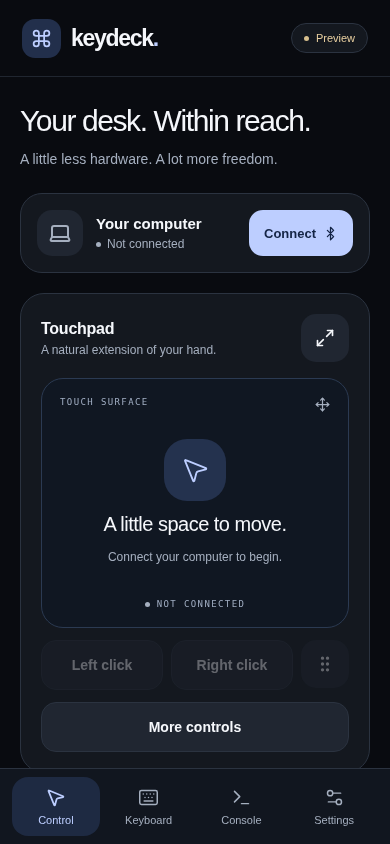 keydeck.
Preview
Your desk. Within reach.
A little less hardware. A lot more freedom.
Your computer
Not connected
Connect
Touchpad
A natural extension of your hand.
TOUCH SURFACE
A little space to move.
Connect your computer to begin.
NOT CONNECTED
Left click
Right click
More controls
Control
Keyboard
Console
Settings